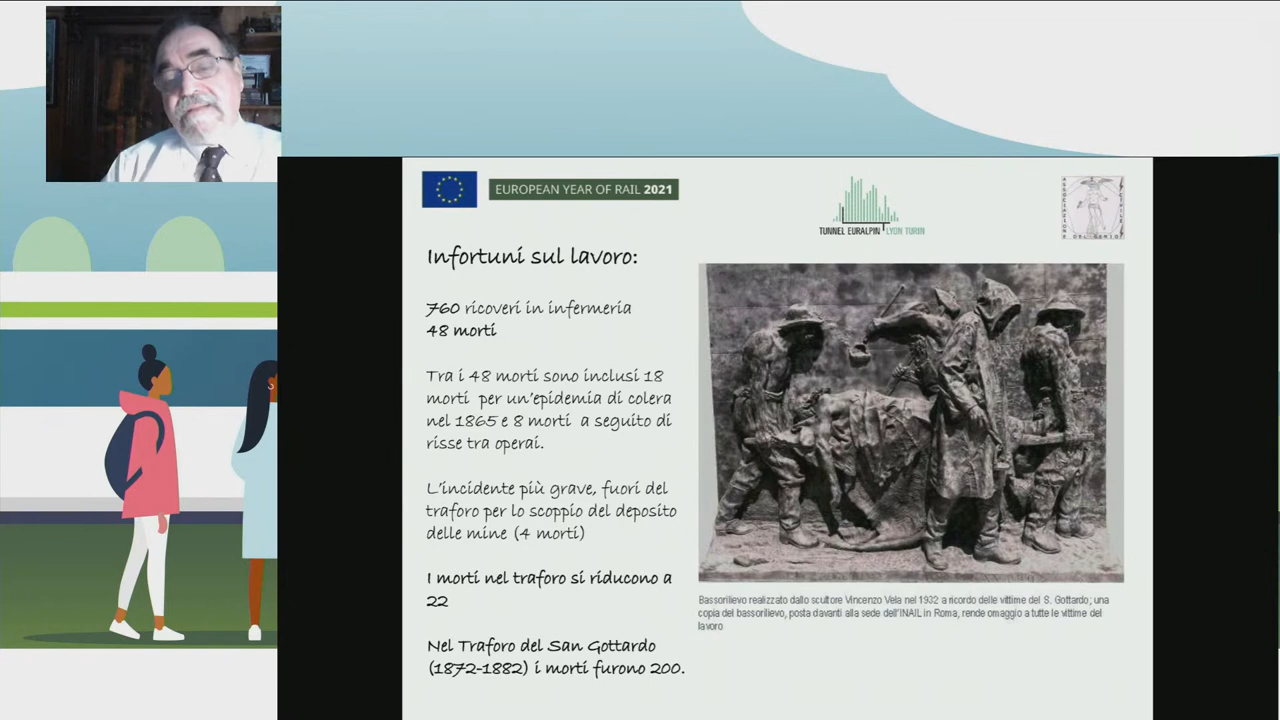 EUROPEAN YEAR OF RAIL 2021
TUNNEL EURALPIN LYON TURIN
Infortuni sul lavoro:
760 ricoveri in infermeria
48 morti
Tra i 48 morti sono inclusi 18
morti per un'epidemia di colera
nel 1865 e 8 morti a seguito di
risse tra operai.
L'incidente più grave, fuori del
traforo per lo scoppio del deposito
delle mine (4 morti)
I morti nel traforo si riducono a
22
Nel Traforo del San Gottardo
(1872-1882) i morti furono 200.
Bassorilievo realizzato dallo scultore Vincenzo Vela nel 1932 a ricordo delle vittime del S. Gottardo; una
copia del bassorilievo, posta davanti alla sede dell'INAIL in Roma, rende omaggio a tutte le vittime del
lavoro